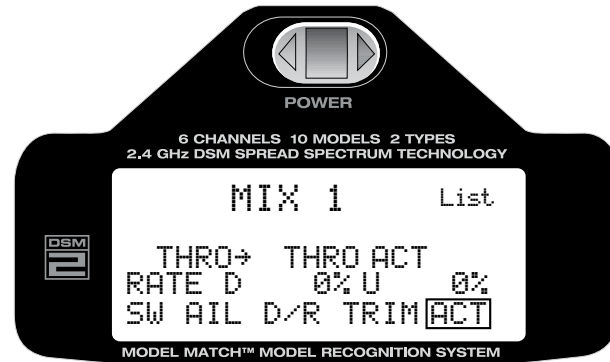 POWER
6 CHANNELS 10 MODELS 2 TYPES
2.4 GHz DSM SPREAD SPECTRUM TECHNOLOGY
MIX 1 List
DSM
2
THRO→ THRO ACT
RATE D 0% U 0%
SW AIL D/R TRIM ACT
MODEL MATCH™ MODEL RECOGNITION SYSTEM